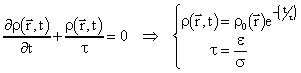 ∂ρ(r⃗,t)/∂t + ρ(r⃗,t)/τ = 0 ⇒ { ρ(r⃗,t) = ρ₀(r⃗)e^-(t/τ)
τ = ε/σ